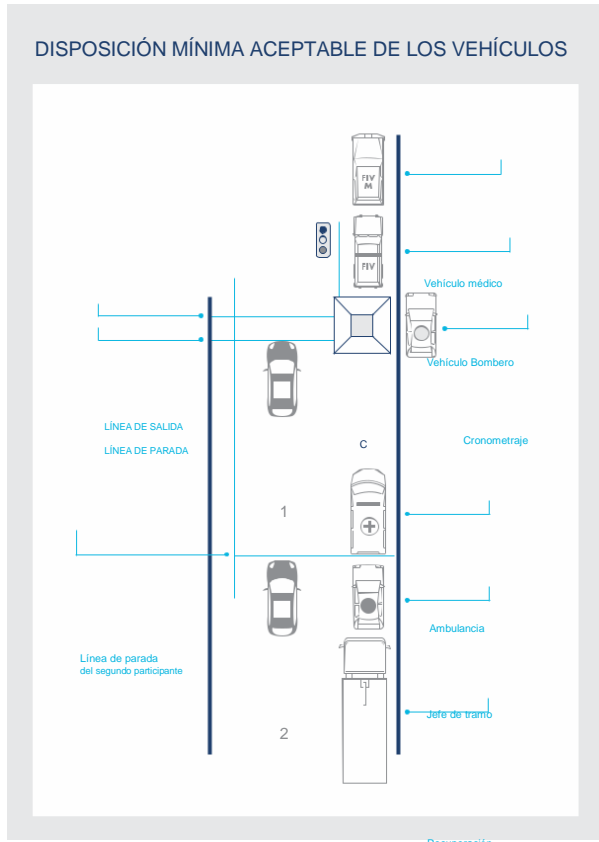 DISPOSICIÓN MÍNIMA ACEPTABLE DE LOS VEHÍCULOS
FIV
M
FIV
Vehículo médico
Vehículo Bombero
LÍNEA DE SALIDA
LÍNEA DE PARADA
C
Cronometraje
1
Ambulancia
Línea de parada
del segundo participante
Jefe de tramo
2